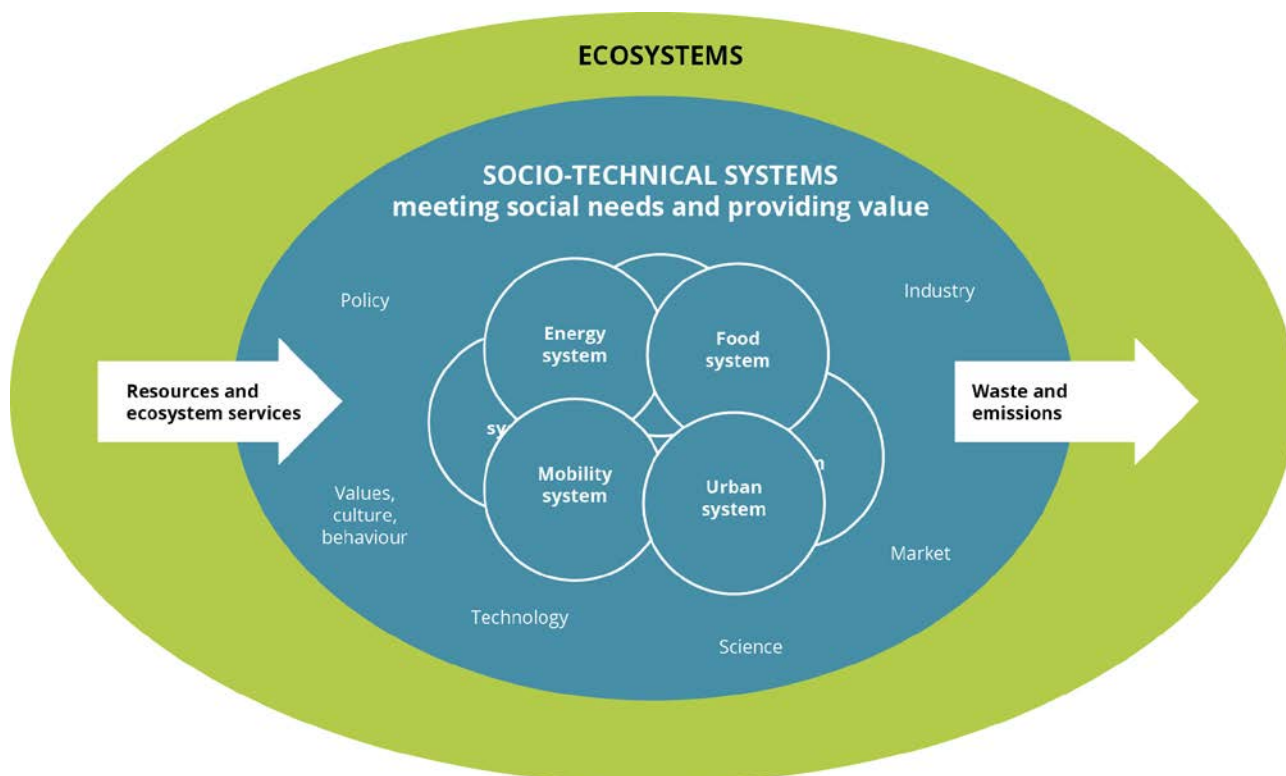 ECOSYSTEMS
SOCIO-TECHNICAL SYSTEMS
meeting social needs and providing value
Policy
Industry
Energy
system
Food
system
Resources and
ecosystem services
Waste and
emissions
Mobility
system
Urban
system
Values,
culture,
behaviour
Market
Technology
Science